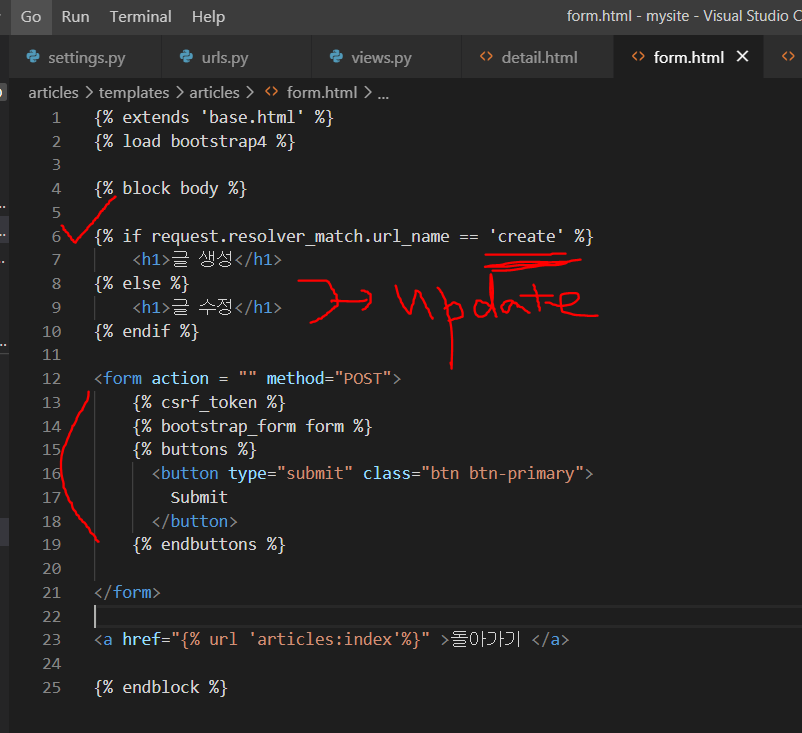 Go Run Terminal Help form.html - mysite - Visual Studio C
settings.py urls.py views.py detail.html form.html
articles > templates > articles > form.html > ...
1 {% extends 'base.html' %}
2 {% load bootstrap4 %}
3
4 {% block body %}
5
6 {% if request.resolver_match.url_name == 'create' %}
7 <h1>글 생성</h1>
8 {% else %}
9 <h1>글 수정</h1>
update
10 {% endif %}
11
12 <form action = "" method="POST">
13 {% csrf_token %}
14 {% bootstrap_form form %}
15 {% buttons %}
16 <button type="submit" class="btn btn-primary">
17 Submit
18 </button>
19 {% endbuttons %}
20
21 </form>
22
23 <a href="{% url 'articles:index'%}" >돌아가기 </a>
24
25 {% endblock %}